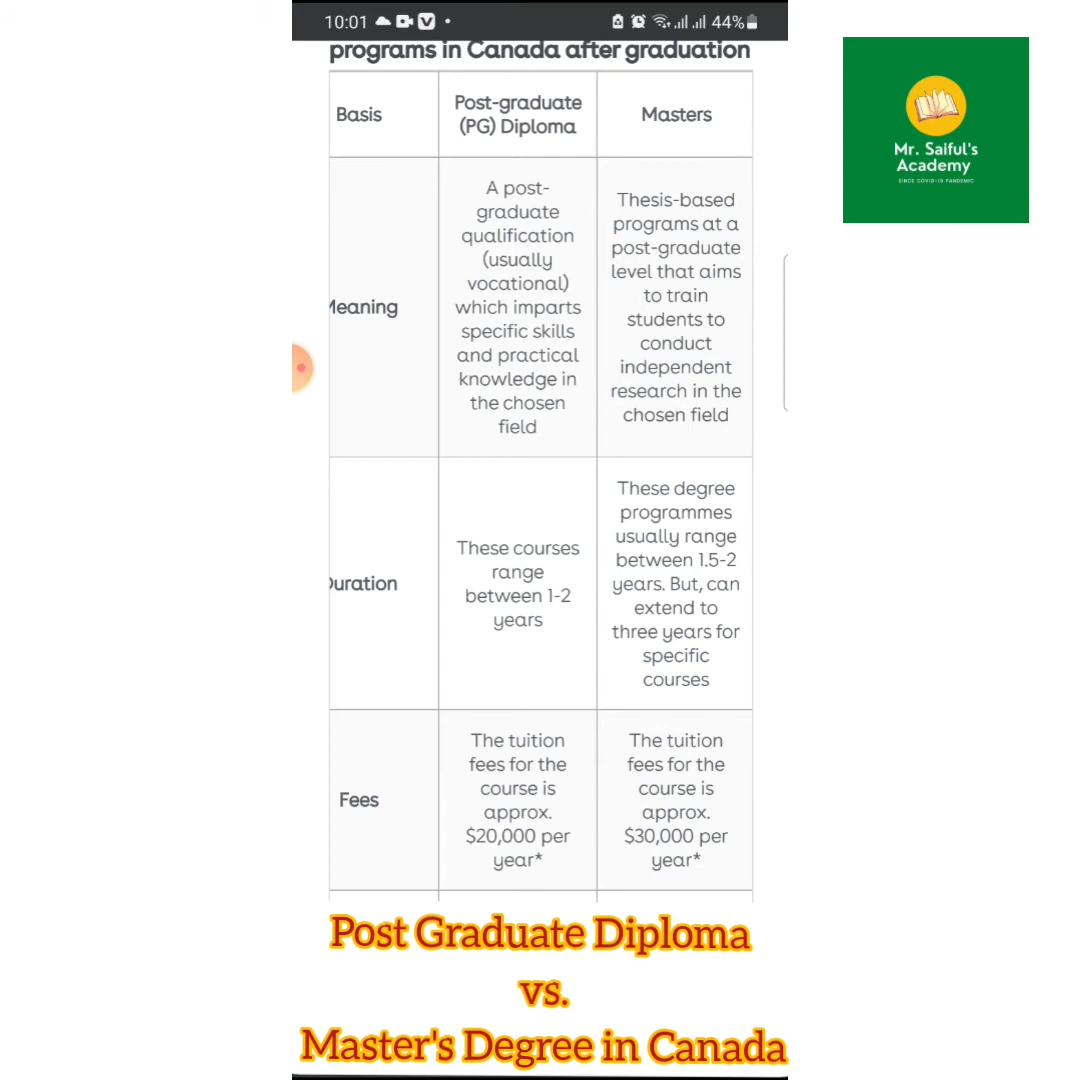 10:01
44%
programs in Canada after graduation
Basis
Post-graduate
(PG) Diploma
Masters
Meaning
A post-
graduate
qualification
(usually
vocational)
which imparts
specific skills
and practical
knowledge in
the chosen
field
Thesis-based
programs at a
post-graduate
level that aims
to train
students to
conduct
independent
research in the
chosen field
Duration
These courses
range
between 1-2
years
These degree
programmes
usually range
between 1.5-2
years. But, can
extend to
three years for
specific
courses
Fees
The tuition
fees for the
course is
approx.
$20,000 per
year*
The tuition
fees for the
course is
approx.
$30,000 per
year*
Mr. Saiful's
Academy
SINCE COVID-19 PANDEMIC
Post Graduate Diploma
vs.
Master's Degree in Canada